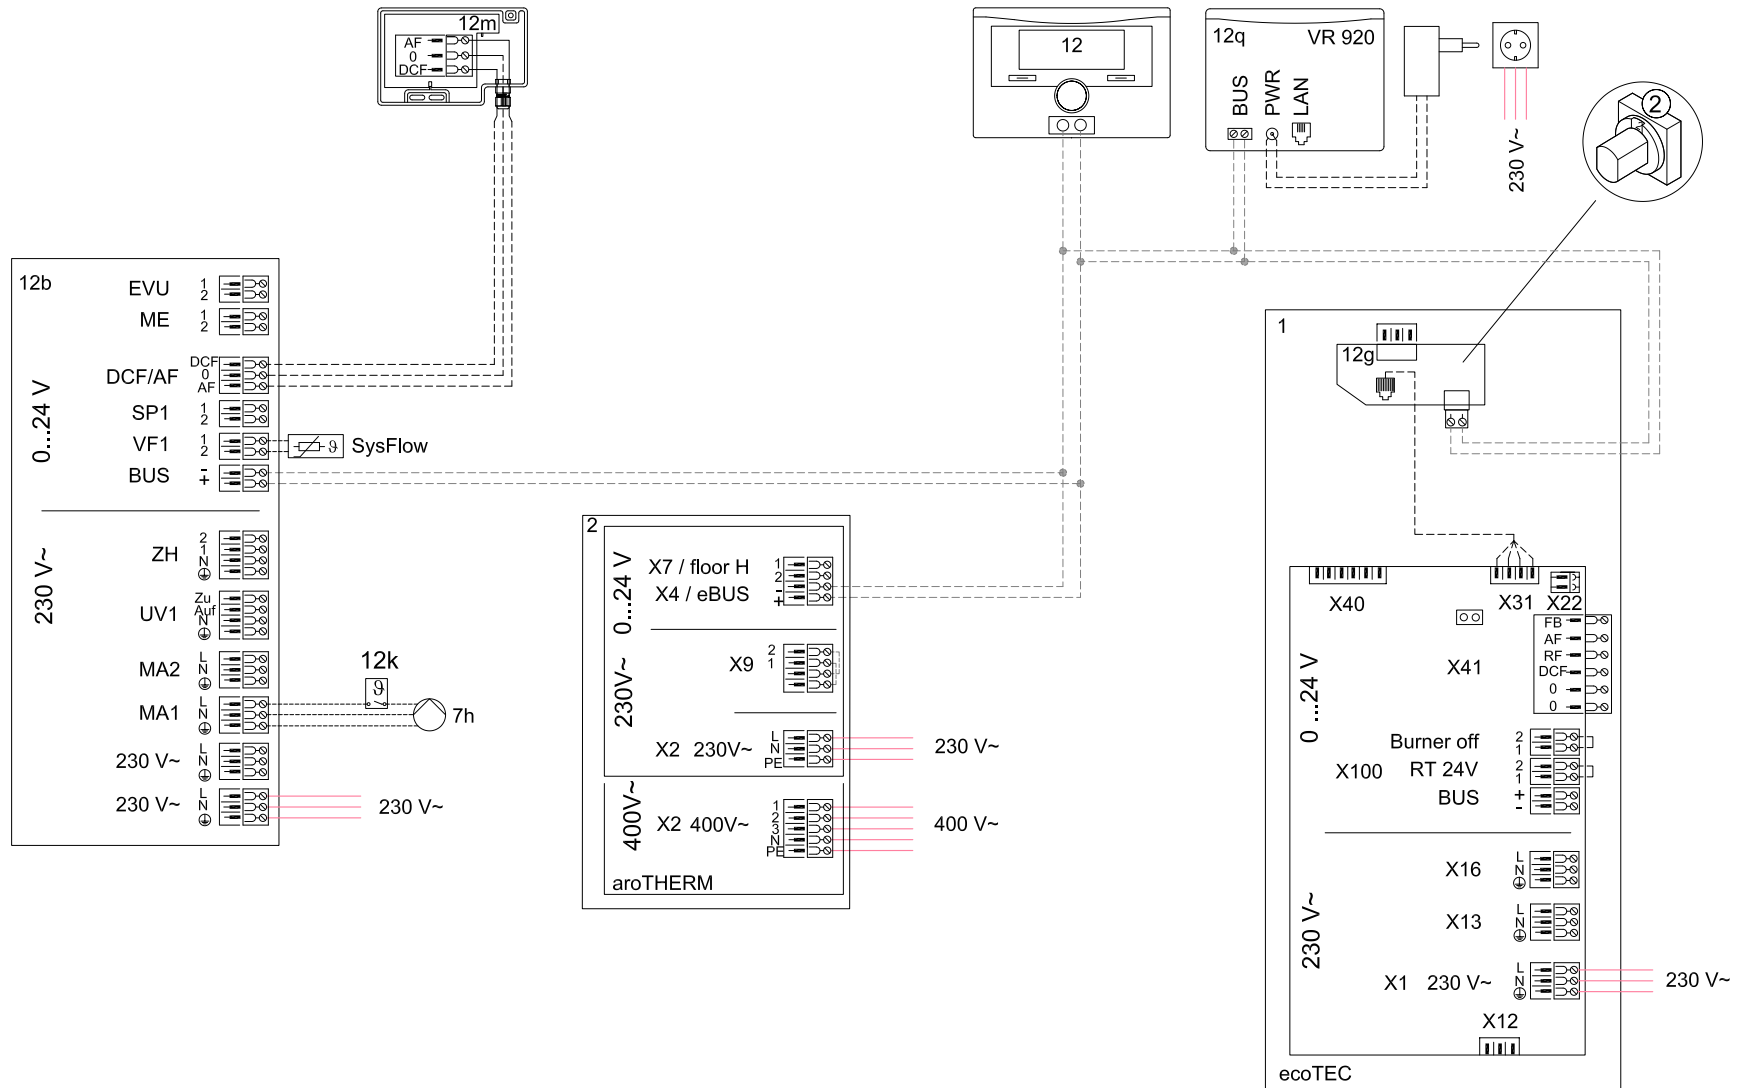 12m
AF
0
DCF
12
12q VR 920
BUS
PWR
LAN
230 V~
2
12b
0...24 V
EVU 1
2
ME 1
2
DCF/AF DCF
0
AF
SP1 1
2
VF1 1
2
SysFlow
BUS -
+
230 V~
ZH 2
1
N
UV1 Zu
Auf
N
MA2 L
N
MA1 L
N
12k
ϑ
7h
230 V~ L
N
230 V~ L
N
230 V~
2
0...24 V
X7 / floor H 1
2
X4 / eBUS -
+
230V~
X9 2
1
X2 230V~ L
N
PE
230 V~
400V~
X2 400V~ 1
2
3
N
PE
400 V~
aroTHERM
1
12g
X40
X31
X22
0 ...24 V
X41
FB
AF
RF
DCF
0
0
Burner off 2
1
X100
RT 24V 2
1
BUS +
-
230 V~
X16 L
N
X13 L
N
X1 230 V~ L
N
230 V~
X12
ecoTEC